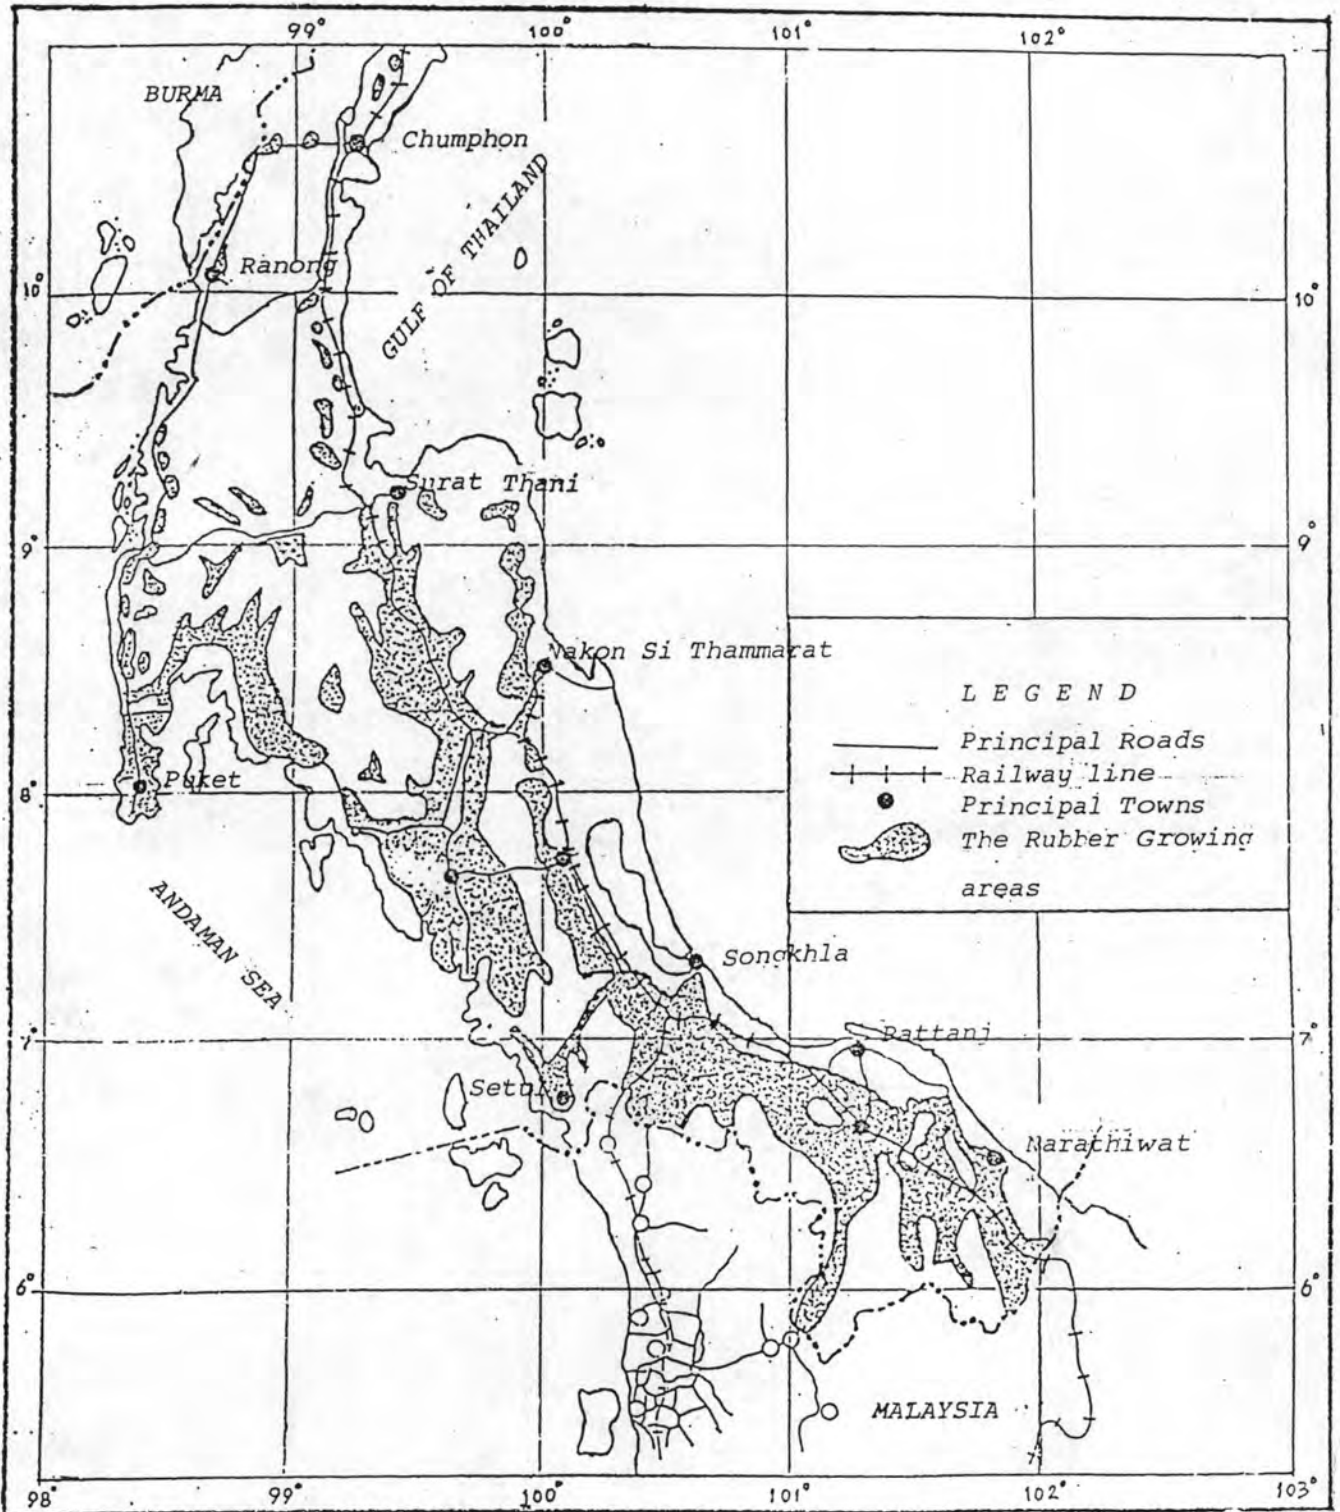 99° 100° 101° 102°
BURMA
Chumphon
GULF OF THAILAND
Ranong
10° 10°
Surat Thani
9° 9°
Nakon Si Thammarat
LEGEND
Principal Roads
Railway line
Principal Towns
The Rubber Growing
areas
Puket
8°
ANDAMAN SEA
Songkhla
Pattanj
7° 7°
Setul
Narathiwat
6° 6°
MALAYSIA
98° 99° 100° 101° 102° 103°